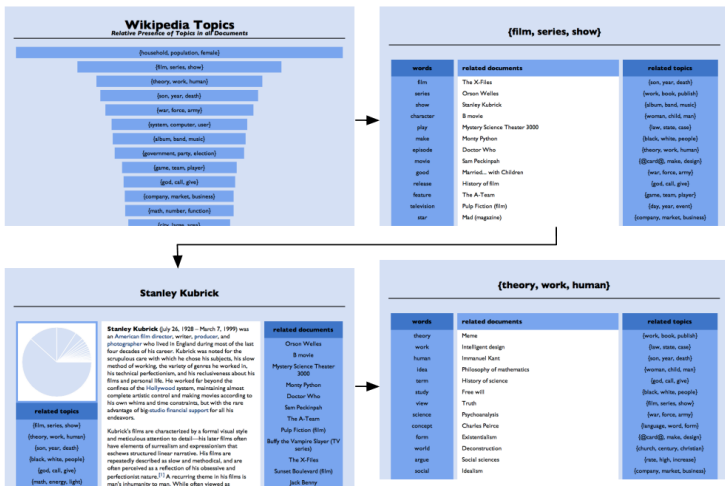 Wikipedia Topics
Relative Presence of Topics in all Documents
{household, population, female}
{film, series, show}
{theory, work, human}
{son, year, death}
{war, force, army}
{system, computer, user}
{album, band, music}
{government, party, election}
{game, team, player}
{god, call, give}
{company, market, business}
{math, number, function}
{film, series, show}
words
film
series
show
character
play
make
episode
movie
good
release
feature
television
star
related documents
The X-Files
Orson Welles
Stanley Kubrick
B movie
Mystery Science Theater 3000
Monty Python
Doctor Who
Sam Peckinpah
Married... with Children
History of film
The A-Team
Pulp Fiction (film)
Mad (magazine)
related topics
{son, year, death}
{work, book, publish}
{album, band, music}
{woman, child, man}
{law, state, case}
{black, white, people}
{theory, work, human}
{@card@, make, design}
{war, force, army}
{god, call, give}
{game, team, player}
{day, year, event}
{company, market, business}
Stanley Kubrick
related topics
{film, series, show}
{theory, work, human}
{son, year, death}
{black, white, people}
{god, call, give}
{math, energy, light}
Stanley Kubrick (July 26, 1928 – March 7, 1999) was
an American film director, writer, producer, and
photographer who lived in England during most of the last
four decades of his career. Kubrick was noted for the
scrupulous care with which he chose his subjects, his slow
method of working, the variety of genres he worked in,
his technical perfectionism, and his reclusiveness about his
films and personal life. He worked far beyond the
confines of the Hollywood system, maintaining almost
complete artistic control and making movies according to
his own whims and time constraints, but with the rare
advantage of big-studio financial support for all his
endeavors.
Kubrick's films are characterized by a formal visual style
and meticulous attention to detail—his later films often
have elements of surrealism and expressionism that
eschews structured linear narrative. His films are
repeatedly described as slow and methodical, and are
often perceived as a reflection of his obsessive and
perfectionist nature.[1] A recurring theme in his films is
man's inhumanity to man. While often viewed as
related documents
Orson Welles
B movie
Mystery Science Theater
3000
Monty Python
Doctor Who
Sam Peckinpah
The A-Team
Pulp Fiction (film)
Buffy the Vampire Slayer (TV
series)
The X-Files
Sunset Boulevard (film)
Jack Benny
{theory, work, human}
words
theory
work
human
idea
term
study
view
science
concept
form
world
argue
social
related documents
Meme
Intelligent design
Immanuel Kant
Philosophy of mathematics
History of science
Free will
Truth
Psychoanalysis
Charles Peirce
Existentialism
Deconstruction
Social sciences
Idealism
related topics
{work, book, publish}
{law, state, case}
{son, year, death}
{woman, child, man}
{god, call, give}
{black, white, people}
{film, series, show}
{war, force, army}
{language, word, form}
{@card@, make, design}
{church, century, christian}
{rate, high, increase}
{company, market, business}